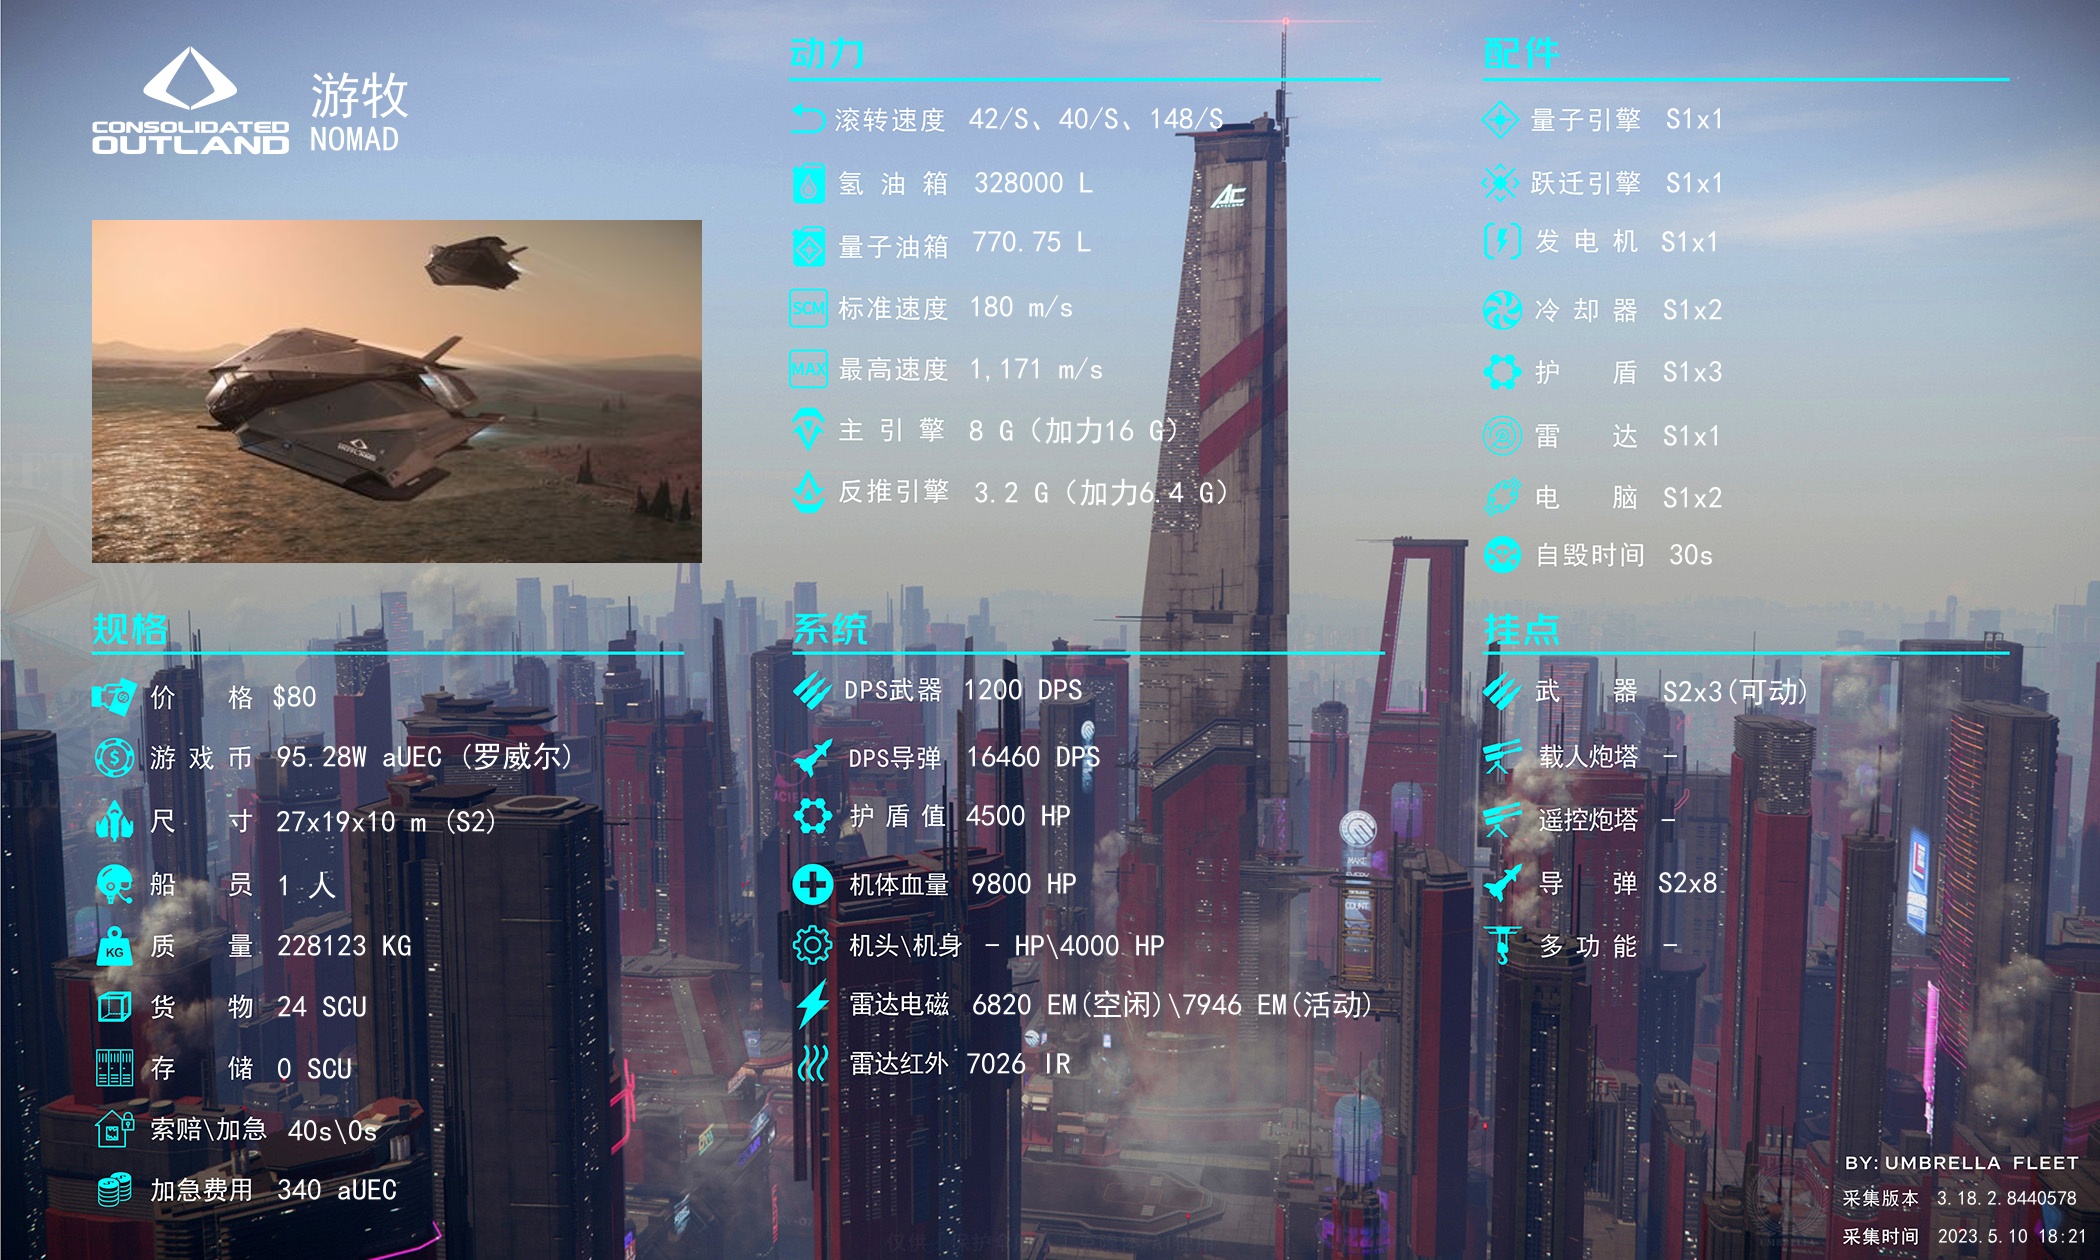 CONSOLIDATED
OUTLAND
游牧
NOMAD
动力
滚转速度 42/S、40/S、148/S
氢油箱 328000 L
量子油箱 770.75 L
SCM 标准速度 180 m/s
MAX 最高速度 1,171 m/s
主引擎 8 G（加力16 G）
反推引擎 3.2 G（加力6.4 G）
配件
量子引擎 S1x1
跃迁引擎 S1x1
发电机 S1x1
冷却器 S1x2
护盾 S1x3
雷达 S1x1
电脑 S1x2
自毁时间 30s
规格
价格 $80
游戏币 95.28W aUEC (罗威尔)
尺寸 27x19x10 m (S2)
船员 1 人
KG 质量 228123 KG
货物 24 SCU
存储 0 SCU
索赔\加急 40s\0s
加急费用 340 aUEC
系统
DPS武器 1200 DPS
DPS导弹 16460 DPS
护盾值 4500 HP
机体血量 9800 HP
机头\机身 - HP\4000 HP
雷达电磁 6820 EM(空闲)\7946 EM(活动)
雷达红外 7026 IR
挂点
武器 S2x3(可动)
载人炮塔 -
遥控炮塔 -
导弹 S2x8
多功能 -
AC
MAKE
EVERY
COUNT
BY: UMBRELLA FLEET
采集版本 3.18.2.8440578
采集时间 2023.5.10 18:21